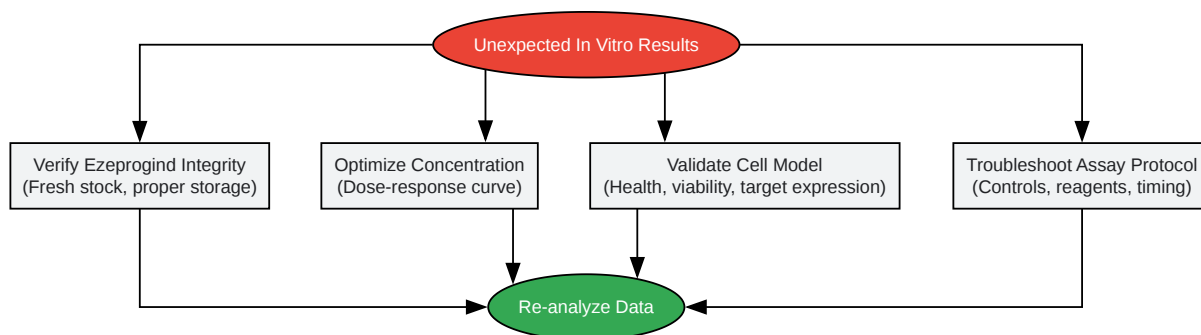 Unexpected In Vitro Results
Verify Ezeprogind Integrity
(Fresh stock, proper storage)
Optimize Concentration
(Dose-response curve)
Validate Cell Model
(Health, viability, target expression)
Troubleshoot Assay Protocol
(Controls, reagents, timing)
Re-analyze Data